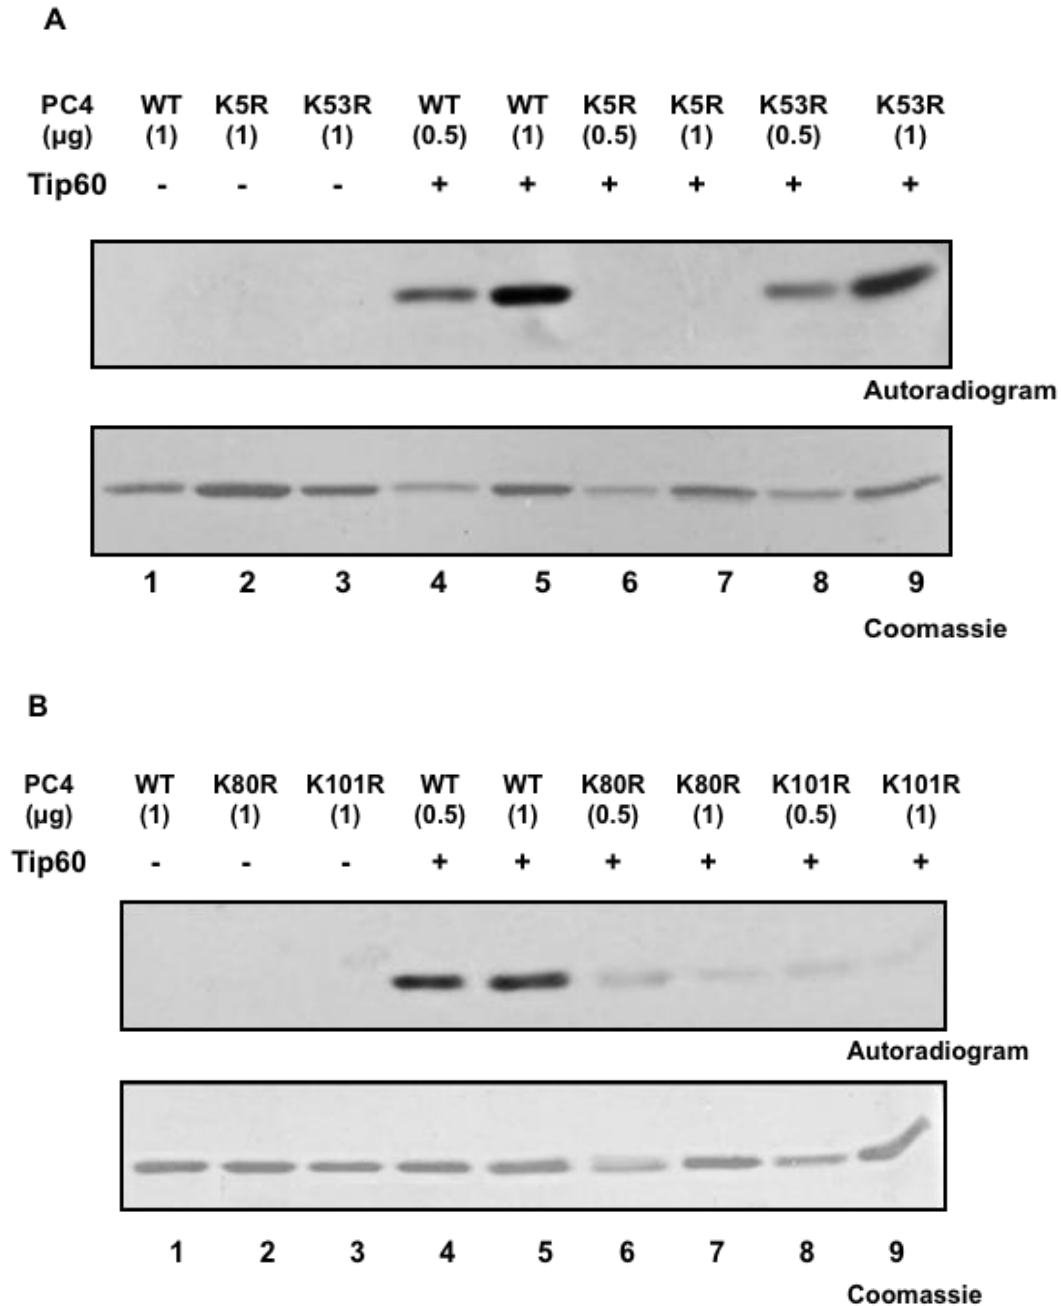 A
PC4 WT K5R K53R WT WT K5R K5R K53R K53R
(µg) (1) (1) (1) (0.5) (1) (0.5) (1) (0.5) (1)
Tip60 - - - + + + + + +
Autoradiogram
1 2 3 4 5 6 7 8 9
Coomassie
B
PC4 WT K80R K101R WT WT K80R K80R K101R K101R
(µg) (1) (1) (1) (0.5) (1) (0.5) (1) (0.5) (1)
Tip60 - - - + + + + + +
Autoradiogram
1 2 3 4 5 6 7 8 9
Coomassie